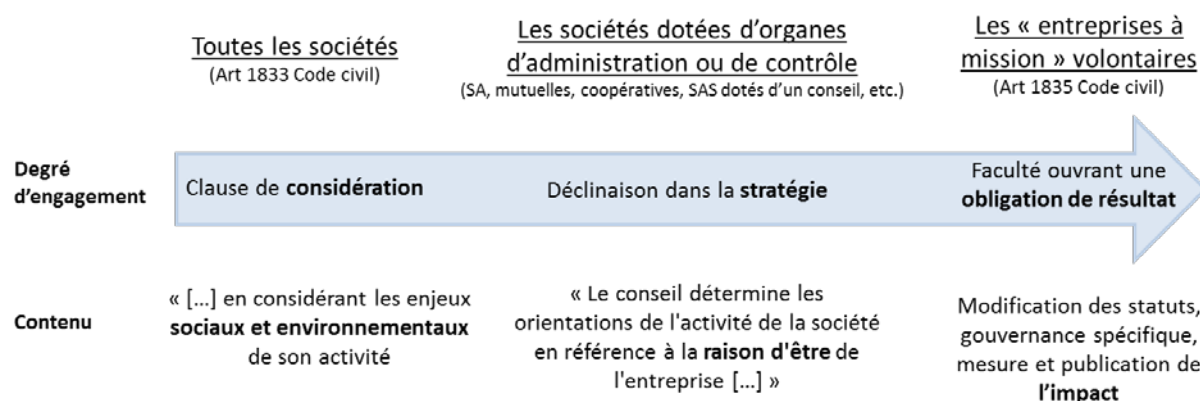 Toutes les sociétés
(Art 1833 Code civil)
Les sociétés dotées d’organes
d’administration ou de contrôle
(SA, mutuelles, coopératives, SAS dotés d’un conseil, etc.)
Les « entreprises à
mission » volontaires
(Art 1835 Code civil)
Degré
d’engagement
Clause de considération
Déclinaison dans la stratégie
Faculté ouvrant une
obligation de résultat
Contenu
« […] en considérant les enjeux
sociaux et environnementaux
de son activité
« Le conseil détermine les
orientations de l'activité de la société
en référence à la raison d'être de
l'entreprise […] »
Modification des statuts,
gouvernance spécifique,
mesure et publication de
l’impact